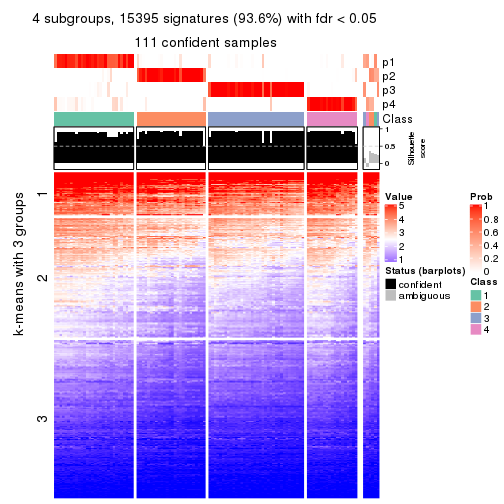 4 subgroups, 15395 signatures (93.6%) with fdr < 0.05
111 confident samples
p1
p2
p3
p4
Class
1
0.5
0
Silhouette
score
k-means with 3 groups
1
2
3
Value
5
4
3
2
1
Status (barplots)
confident
ambiguous
Prob
1
0.8
0.6
0.4
0.2
0
Class
1
2
3
4